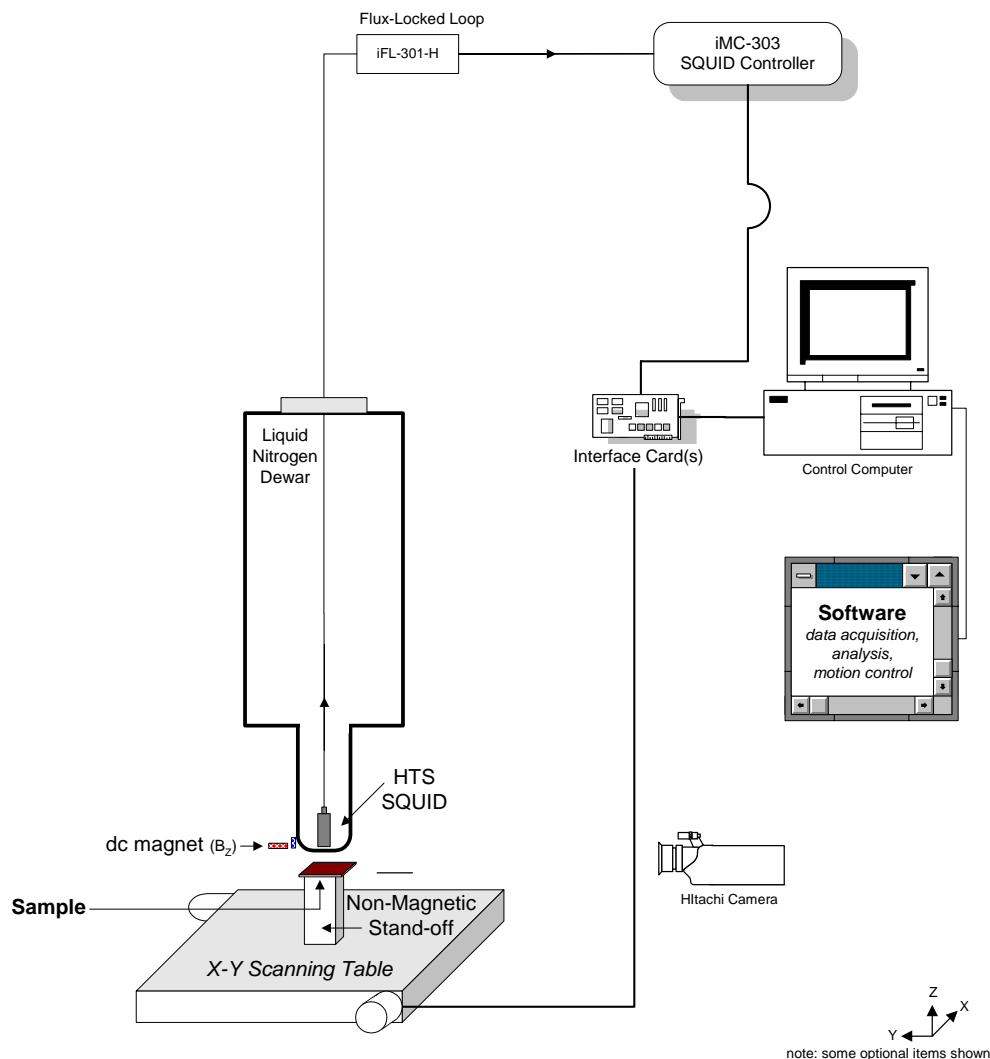 Flux-Locked Loop
iFL-301-H
iMC-303
SQUID Controller
Liquid
Nitrogen
Dewar
Interface Card(s)
Control Computer
Software
data acquisition,
analysis,
motion control
HTS
SQUID
dc magnet (BZ)
Sample
Non-Magnetic
Stand-off
X-Y Scanning Table
HItachi Camera
Z
X
Y
note: some optional items shown